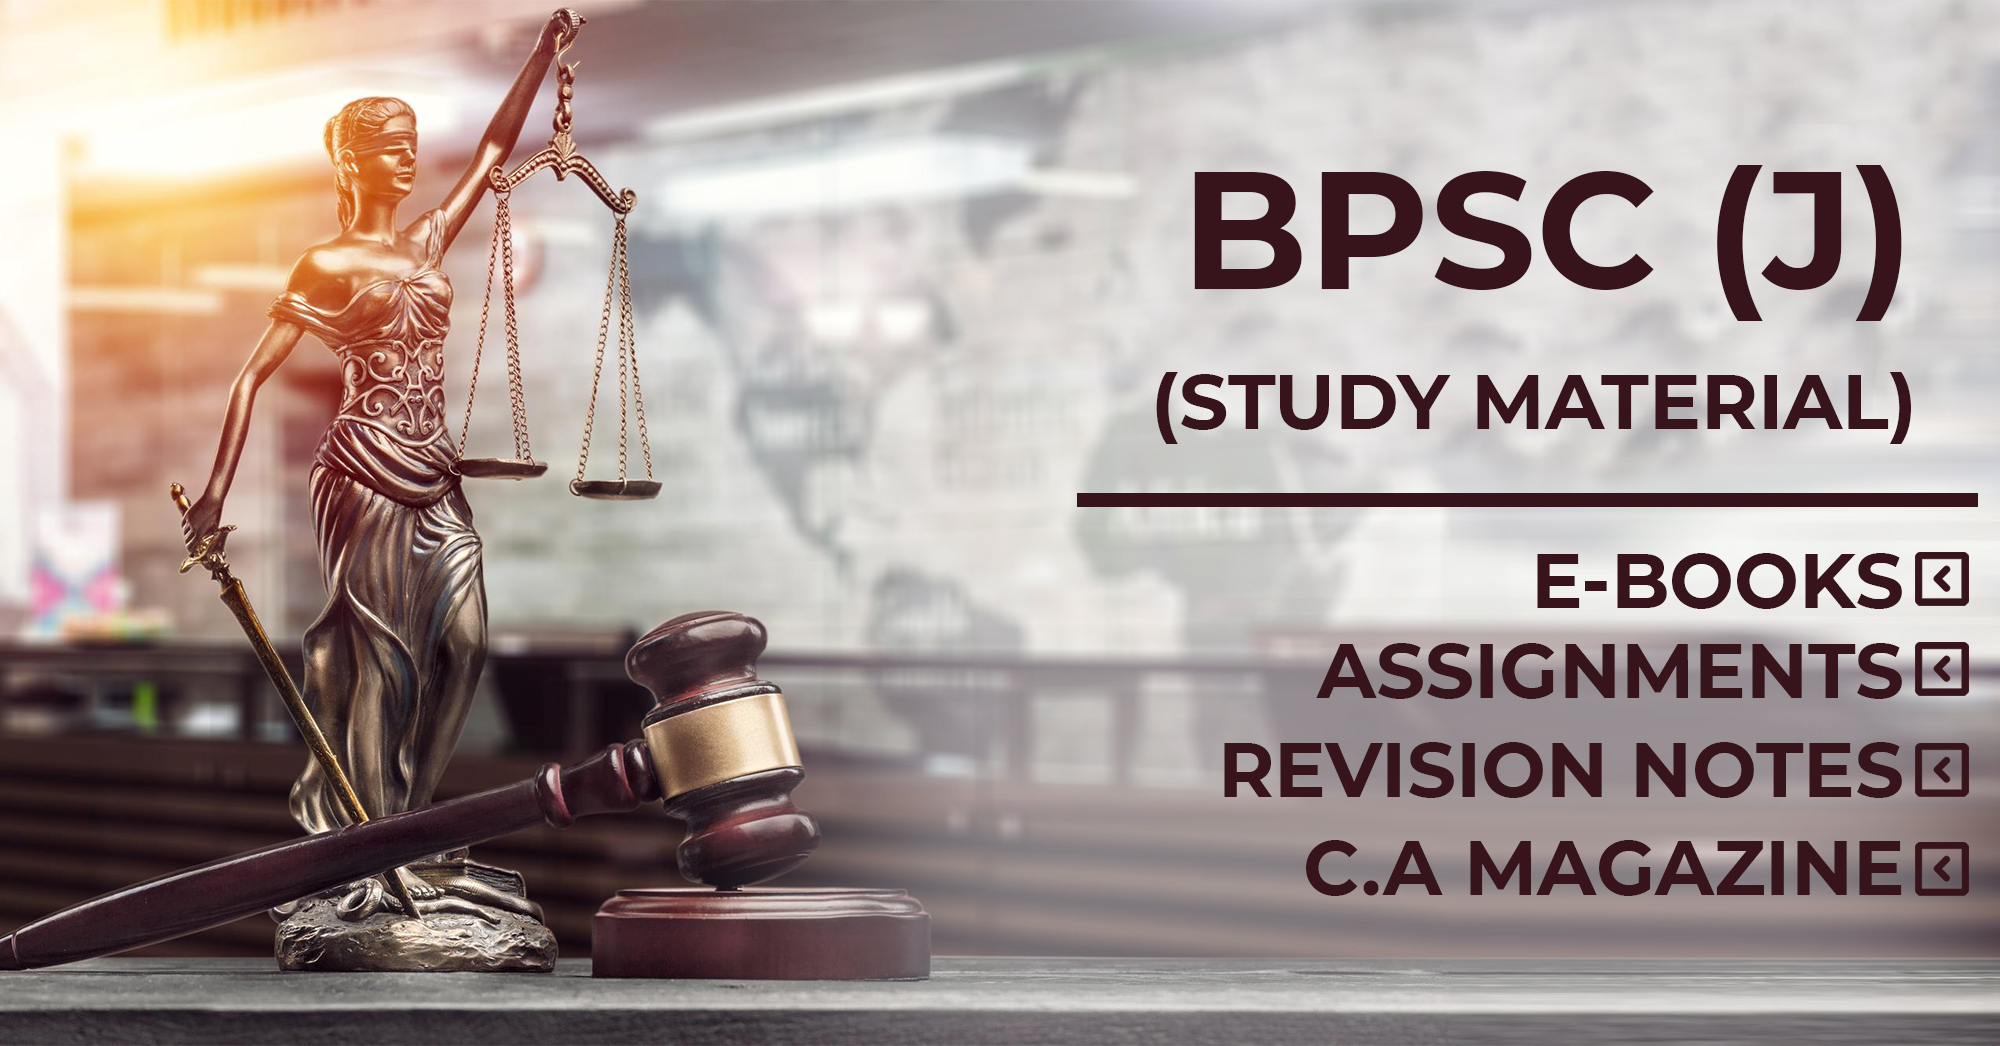 BPSC (J)
(STUDY MATERIAL)
E-BOOKS
ASSIGNMENTS
REVISION NOTES
C.A MAGAZINE